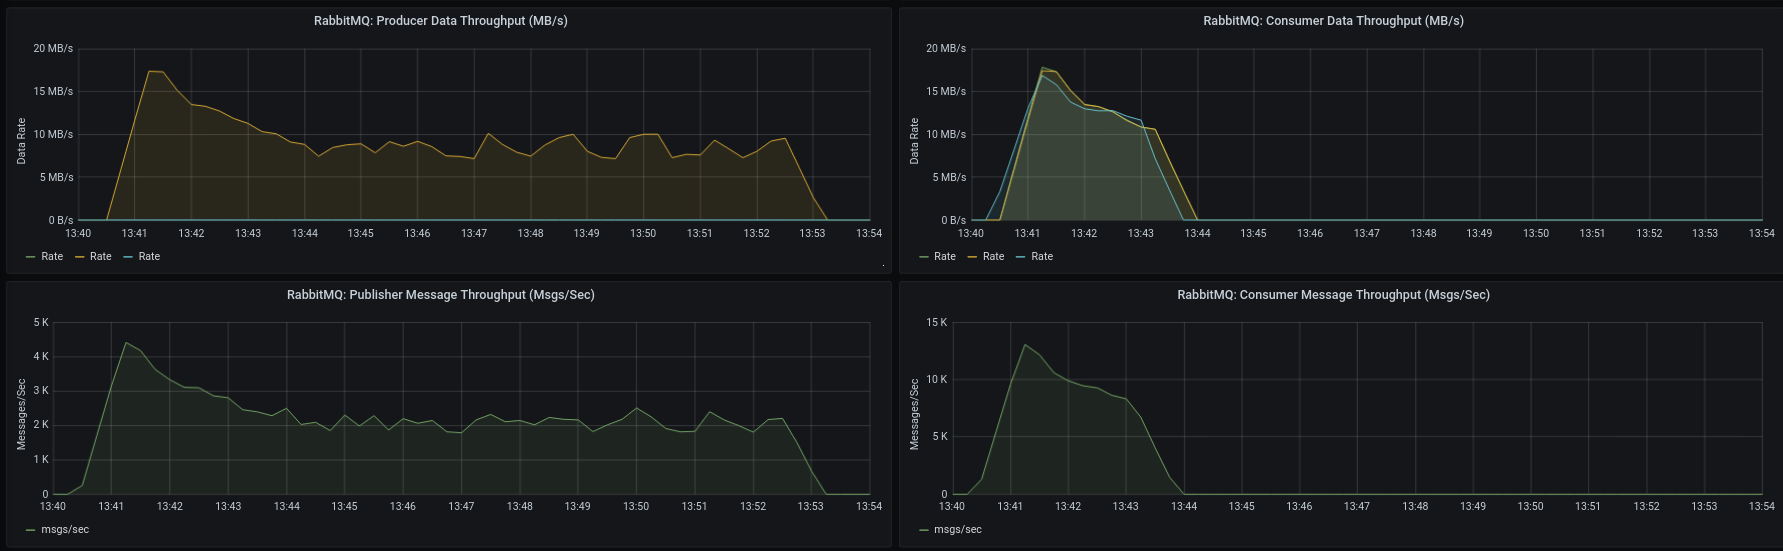 RabbitMQ: Producer Data Throughput (MB/s)
20 MB/s
15 MB/s
10 MB/s
5 MB/s
0 B/s
Data Rate
13:40 13:41 13:42 13:43 13:44 13:45 13:46 13:47 13:48 13:49 13:50 13:51 13:52 13:53 13:54
Rate Rate Rate
RabbitMQ: Consumer Data Throughput (MB/s)
20 MB/s
15 MB/s
10 MB/s
5 MB/s
0 B/s
Data Rate
13:40 13:41 13:42 13:43 13:44 13:45 13:46 13:47 13:48 13:49 13:50 13:51 13:52 13:53 13:54
Rate Rate Rate
RabbitMQ: Publisher Message Throughput (Msgs/Sec)
5 K
4 K
3 K
2 K
1 K
0
Messages/Sec
13:40 13:41 13:42 13:43 13:44 13:45 13:46 13:47 13:48 13:49 13:50 13:51 13:52 13:53 13:54
msgs/sec
RabbitMQ: Consumer Message Throughput (Msgs/Sec)
15 K
10 K
5 K
0
Messages/Sec
13:40 13:41 13:42 13:43 13:44 13:45 13:46 13:47 13:48 13:49 13:50 13:51 13:52 13:53 13:54
msgs/sec